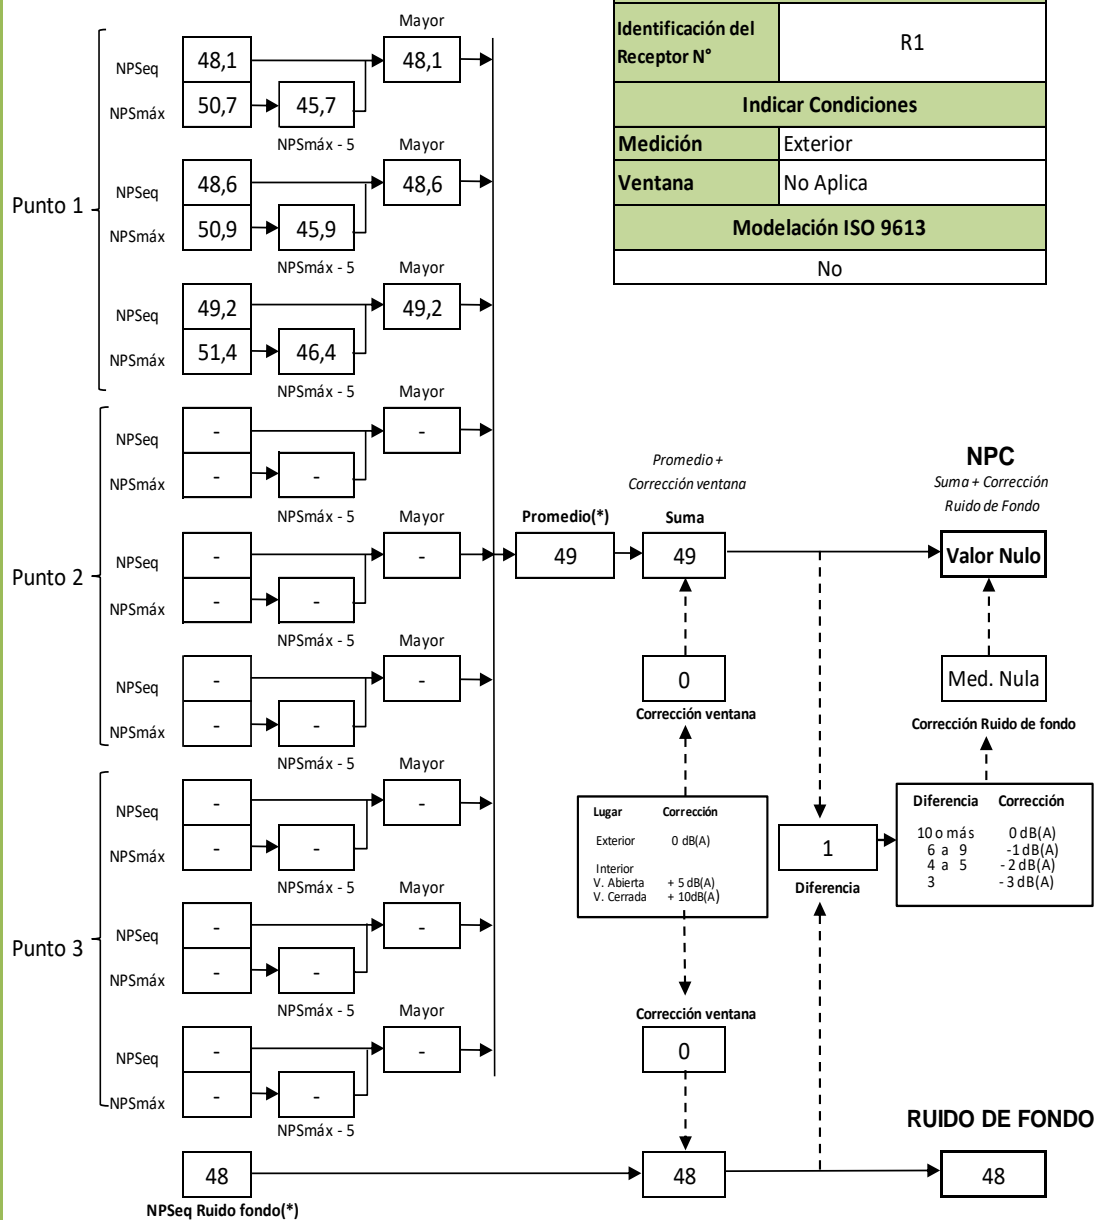 Identificación del
Receptor N°
R1
Indicar Condiciones
Medición
Exterior
Ventana
No Aplica
Modelación ISO 9613
No
Punto 1
Mayor
NPSeq
48,1
48,1
NPSmáx
50,7
45,7
NPSmáx - 5
Mayor
NPSeq
48,6
48,6
NPSmáx
50,9
45,9
NPSmáx - 5
Mayor
NPSeq
49,2
49,2
NPSmáx
51,4
46,4
NPSmáx - 5
Punto 2
Mayor
NPSeq
-
-
NPSmáx
-
-
NPSmáx - 5
Mayor
NPSeq
-
-
NPSmáx
-
-
NPSmáx - 5
Mayor
NPSeq
-
-
NPSmáx
-
-
NPSmáx - 5
Punto 3
Mayor
NPSeq
-
-
NPSmáx
-
-
NPSmáx - 5
NPSeq
-
-
NPSmáx
-
-
NPSmáx - 5
Mayor
NPSeq
-
-
NPSmáx
-
-
NPSmáx - 5
Promedio(*)
49
Promedio +
Corrección ventana
Suma
49
0
Corrección ventana
Lugar Corrección
Exterior 0 dB(A)
Interior
V. Abierta + 5 dB(A)
V. Cerrada + 10dB(A)
Corrección ventana
0
NPC
Suma + Corrección
Ruido de Fondo
Valor Nulo
Med. Nula
Corrección Ruido de fondo
Diferencia Corrección
10 o más 0 dB(A)
6 a 9 -1 dB(A)
4 a 5 - 2 dB(A)
3 - 3 dB(A)
1
Diferencia
RUIDO DE FONDO
48
48
48
NPSeq Ruido fondo(*)